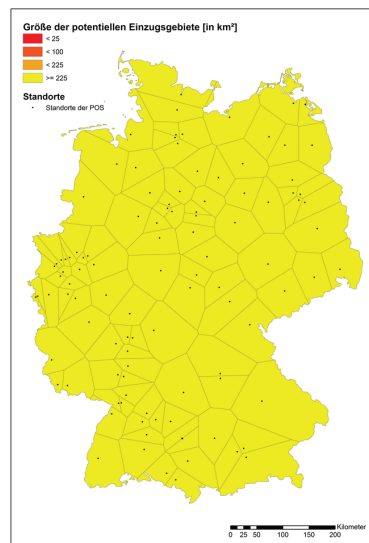 Größe der potentiellen Einzugsgebiete [in km²]
< 25
< 100
< 225
>= 225
Standorte
Standorte der POS
Kilometer
0 25 50 100 150 200